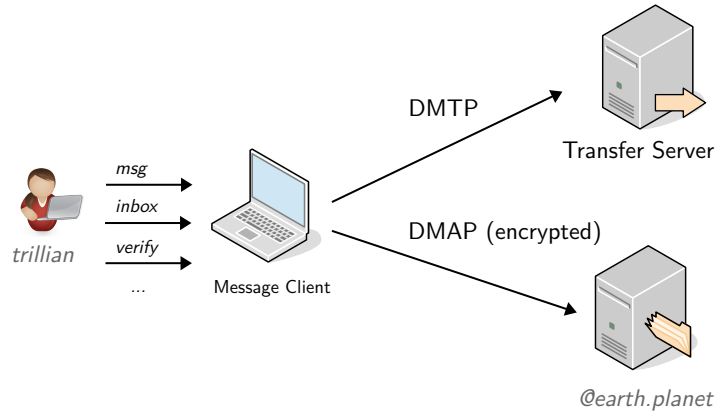 DMTP
Transfer Server
msg
inbox
verify
...
trillian
Message Client
DMAP (encrypted)
@earth.planet